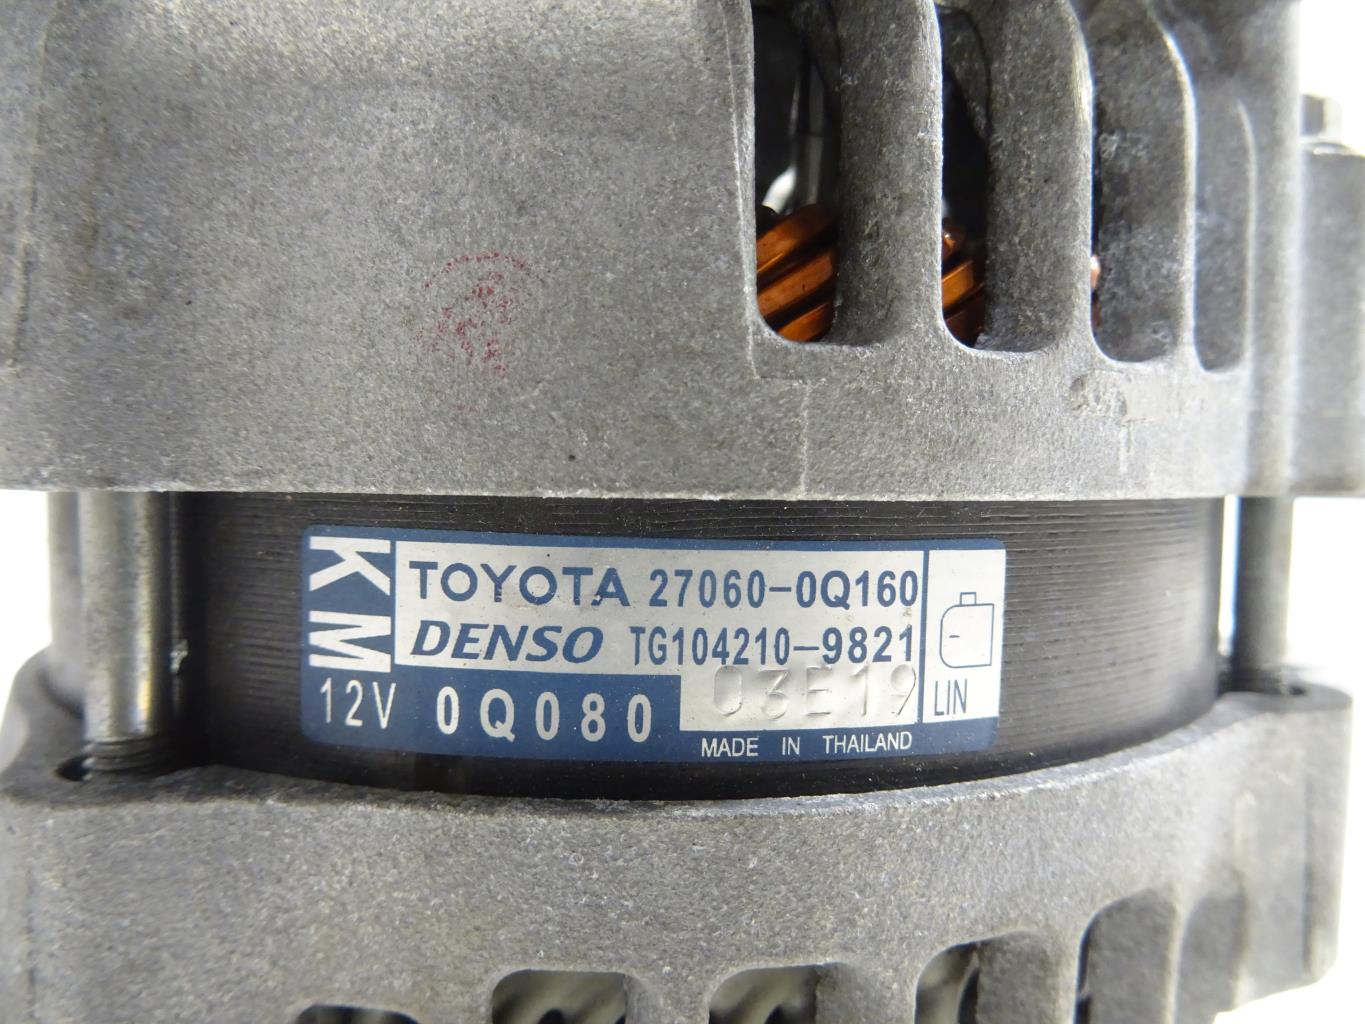 KM
TOYOTA 27060-0Q160
DENSO TG104210-9821
12V 0Q080
03E19
LIN
MADE IN THAILAND